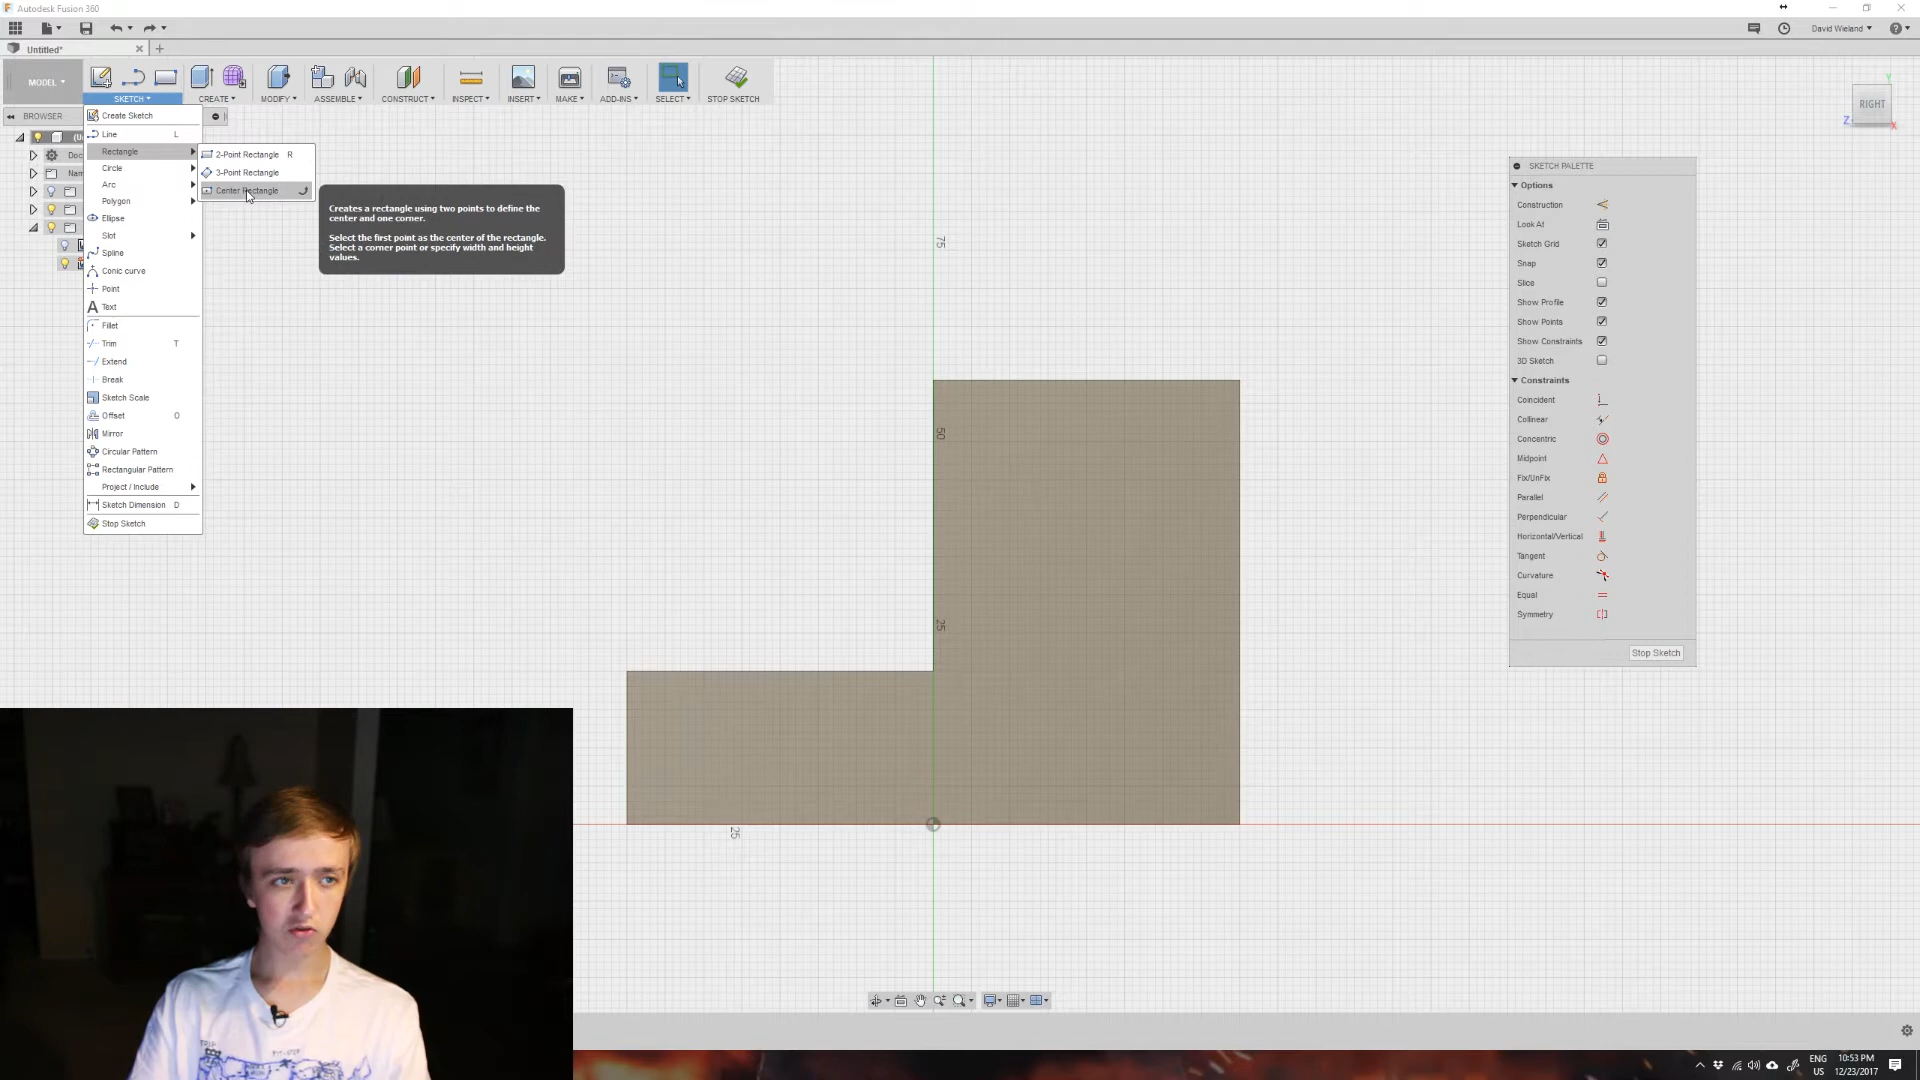 Autodesk Fusion 360
David Wieland
Untitled*
MODEL
SKETCH
CREATE
MODIFY
ASSEMBLE
CONSTRUCT
INSPECT
INSERT
MAKE
ADD-INS
SELECT
STOP SKETCH
BROWSER
(U
Doc
Nam
Create Sketch
Line L
Rectangle
Circle
Arc
Polygon
Ellipse
Slot
Spline
Conic curve
Point
Text
Fillet
Trim T
Extend
Break
Sketch Scale
Offset O
Mirror
Circular Pattern
Rectangular Pattern
Project / Include
Sketch Dimension D
Stop Sketch
2-Point Rectangle R
3-Point Rectangle
Center Rectangle
Creates a rectangle using two points to define the
center and one corner.
Select the first point as the center of the rectangle.
Select a corner point or specify width and height
values.
75
50
25
25
RIGHT
Y
Z
X
SKETCH PALETTE
Options
Construction
Look At
Sketch Grid
Snap
Slice
Show Profile
Show Points
Show Constraints
3D Sketch
Constraints
Coincident
Collinear
Concentric
Midpoint
Fix/UnFix
Parallel
Perpendicular
Horizontal/Vertical
Tangent
Curvature
Equal
Symmetry
Stop Sketch
TRIP
ENG
US
10:53 PM
12/23/2017